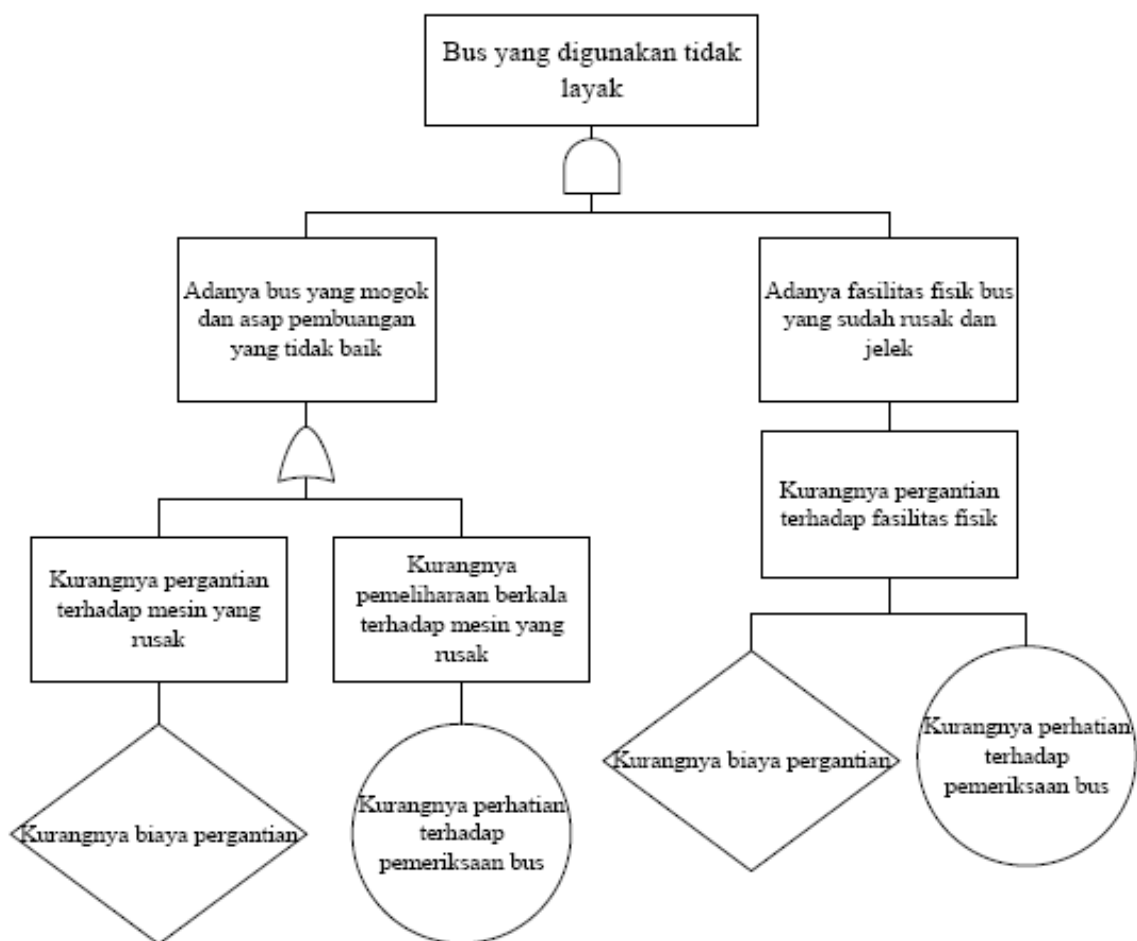 Bus yang digunakan tidak
layak
Adanya bus yang mogok
dan asap pembuangan
yang tidak baik
Adanya fasilitas fisik bus
yang sudah rusak dan
jelek
Kurangnya pergantian
terhadap fasilitas fisik
Kurangnya pergantian
terhadap mesin yang
rusak
Kurangnya
pemeliharaan berkala
terhadap mesin yang
rusak
Kurangnya biaya pergantian
Kurangnya perhatian
terhadap
pemeriksaan bus
Kurangnya biaya pergantian
Kurangnya perhatian
terhadap
pemeriksaan bus